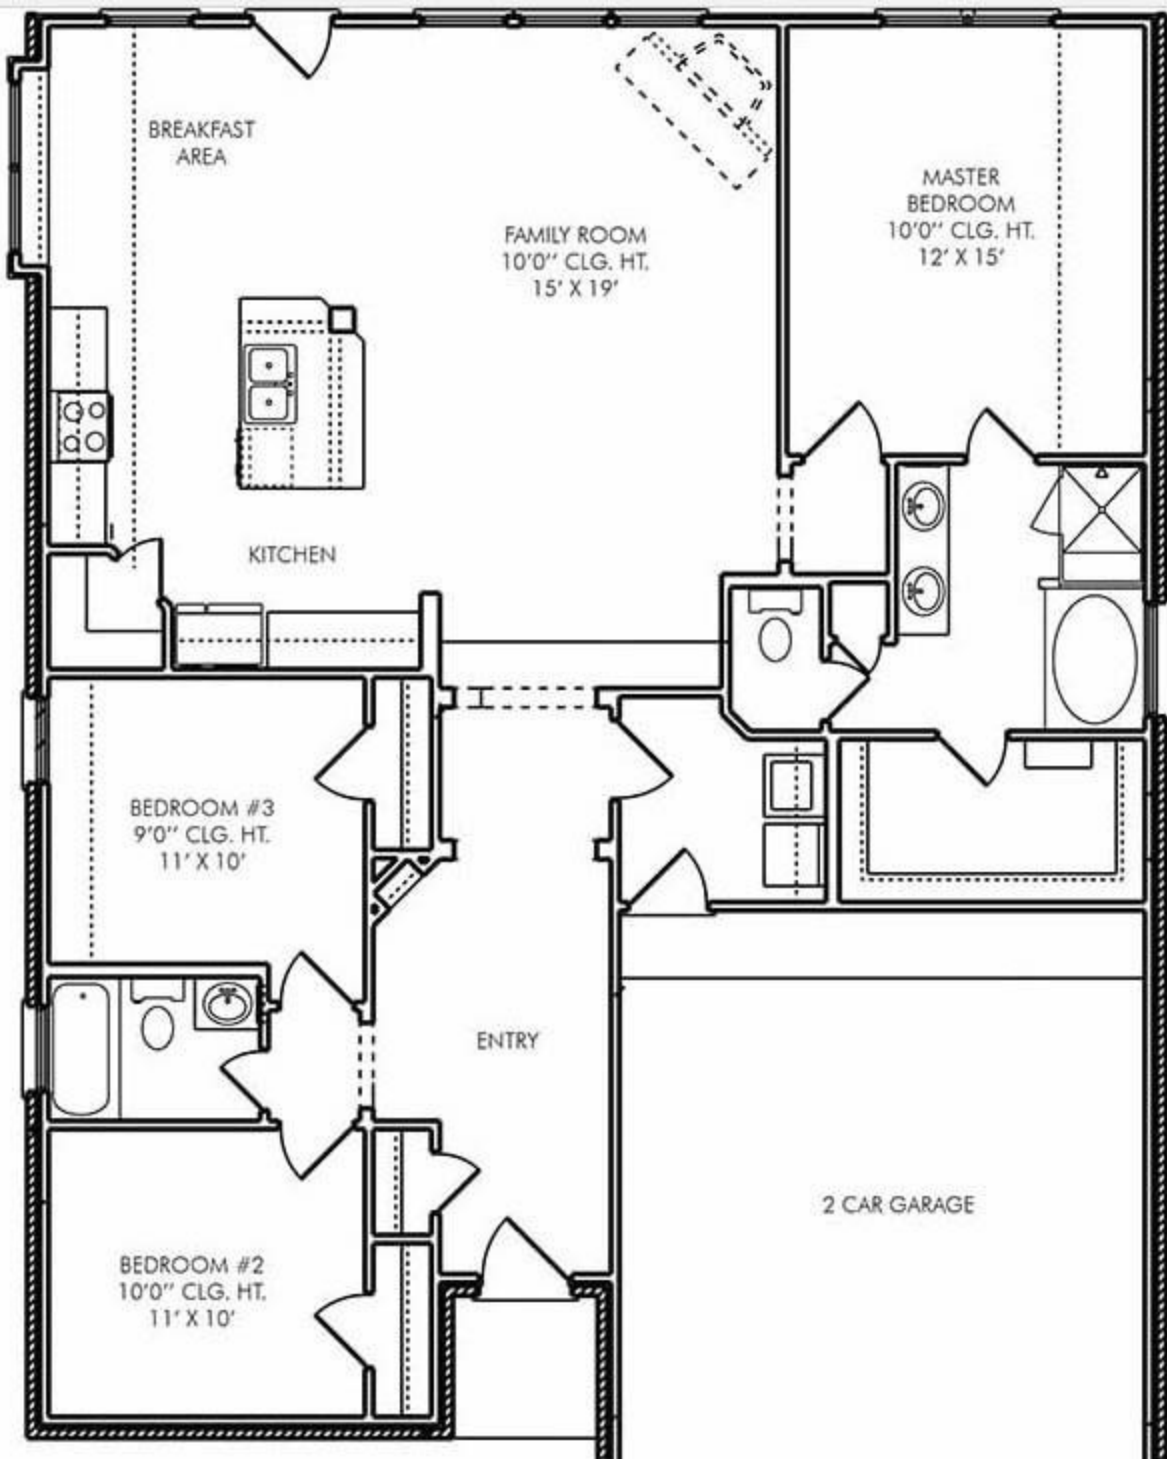 BREAKFAST
AREA
FAMILY ROOM
10'0'' CLG. HT.
15' X 19'
MASTER
BEDROOM
10'0'' CLG. HT.
12' X 15'
KITCHEN
BEDROOM #3
9'0'' CLG. HT.
11' X 10'
ENTRY
BEDROOM #2
10'0'' CLG. HT.
11' X 10'
2 CAR GARAGE